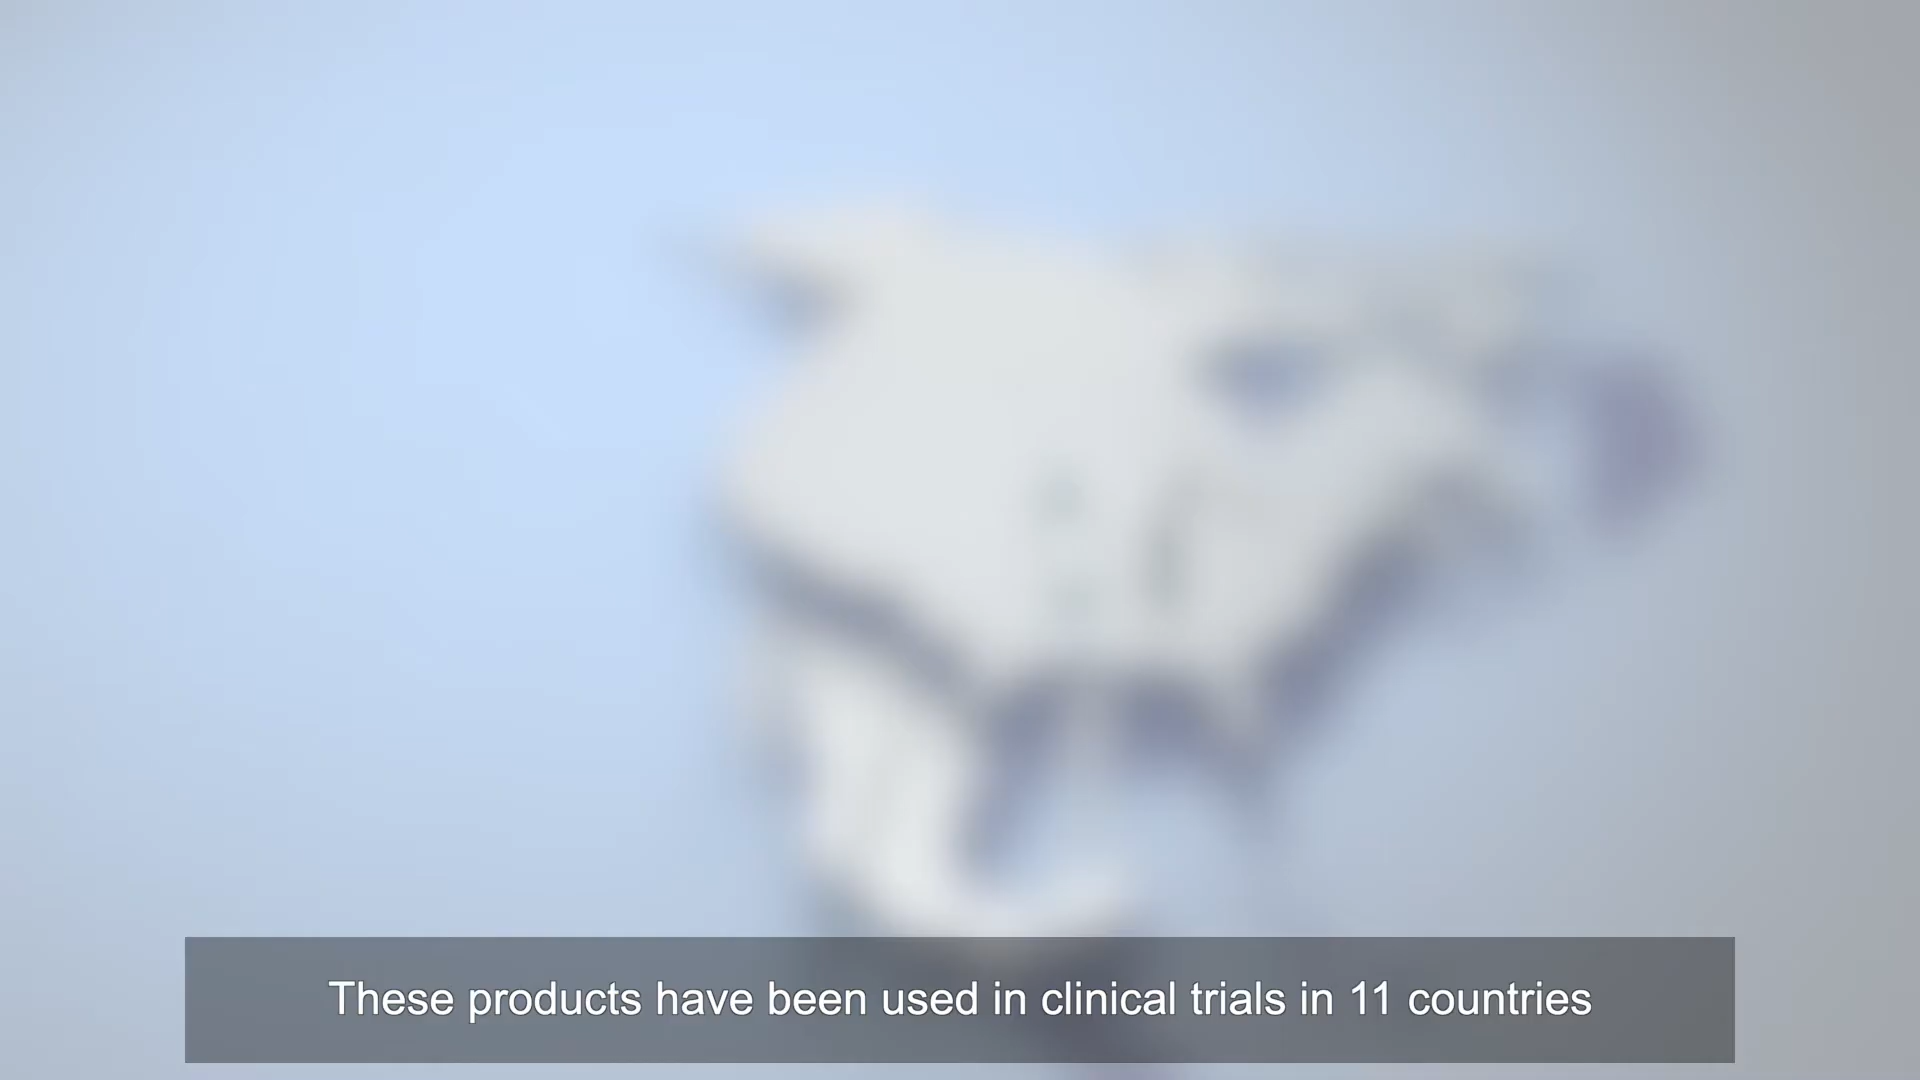 These products have been used in clinical trials in 11 countries